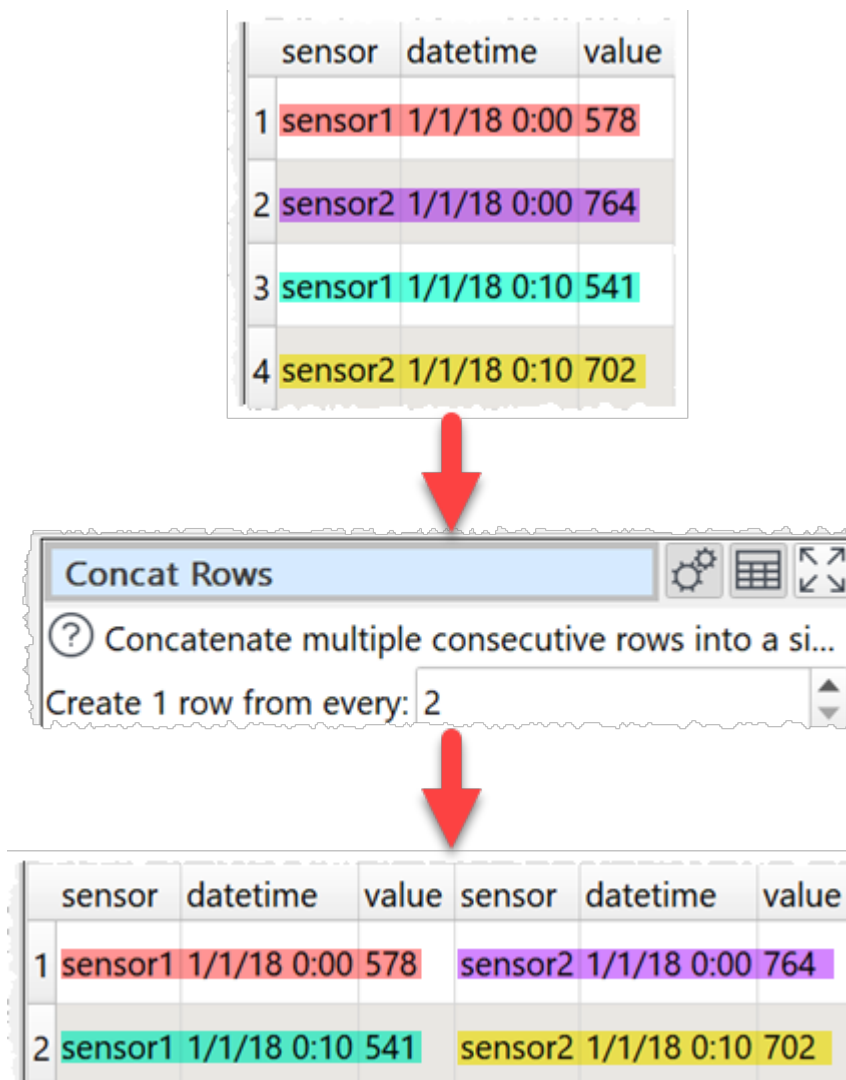 sensor datetime value
1 sensor1 1/1/18 0:00 578
2 sensor2 1/1/18 0:00 764
3 sensor1 1/1/18 0:10 541
4 sensor2 1/1/18 0:10 702
Concat Rows
? Concatenate multiple consecutive rows into a si...
Create 1 row from every: 2
sensor datetime value sensor datetime value
1 sensor1 1/1/18 0:00 578 sensor2 1/1/18 0:00 764
2 sensor1 1/1/18 0:10 541 sensor2 1/1/18 0:10 702